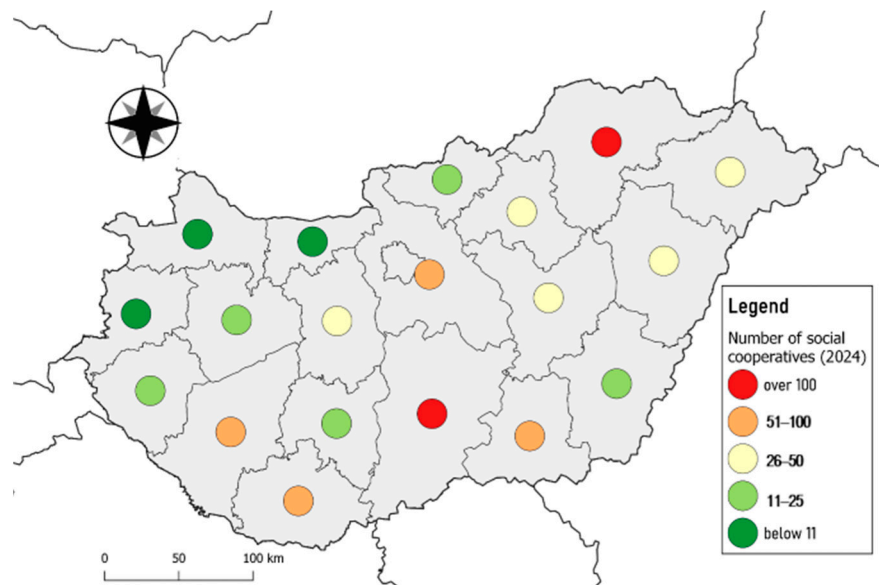 Legend
Number of social
cooperatives (2024)
over 100
51–100
26–50
11–25
below 11
0 50 100 km